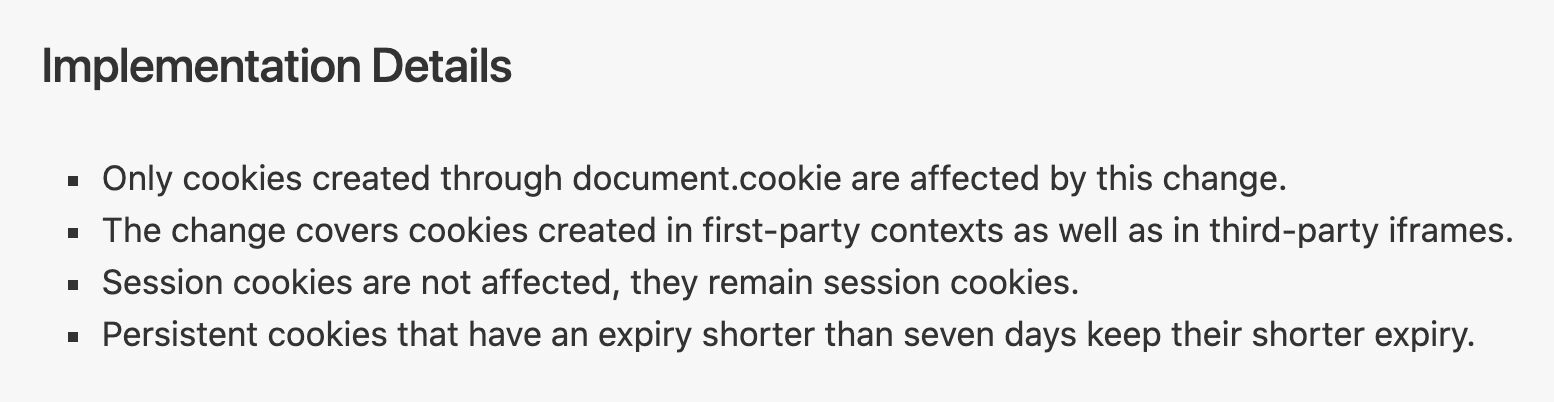 Implementation Details
▪ Only cookies created through document.cookie are affected by this change.
▪ The change covers cookies created in first-party contexts as well as in third-party iframes.
▪ Session cookies are not affected, they remain session cookies.
▪ Persistent cookies that have an expiry shorter than seven days keep their shorter expiry.